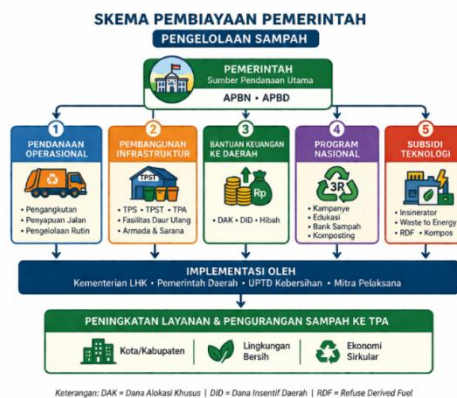 SKEMA PEMBIAYAAN PEMERINTAH
PENGELOLAAN SAMPAH
PEMERINTAH
Sumber Pendanaan Utama
APBN • APBD
1
PENDANAAN
OPERASIONAL
• Pengangkutan
• Penyapuan Jalan
• Pengelolaan Rutin
2
PEMBANGUNAN
INFRASTRUKTUR
TPST
• TPS • TPST • TPA
• Fasilitas Daur Ulang
• Armada & Sarana
3
BANTUAN KEUANGAN
KE DAERAH
Rp
• DAK • DID • Hibah
4
PROGRAM
NASIONAL
3R
• Kampanye
• Edukasi
• Bank Sampah
• Komposting
5
SUBSIDI
TEKNOLOGI
• Insinerator
• Waste to Energy
• RDF • Kompos
IMPLEMENTASI OLEH
Kementerian LHK • Pemerintah Daerah • UPTD Kebersihan • Mitra Pelaksana
PENINGKATAN LAYANAN & PENGURANGAN SAMPAH KE TPA
Kota/Kabupaten
Lingkungan
Bersih
Ekonomi
Sirkular
Keterangan: DAK = Dana Alokasi Khusus | DID = Dana Insentif Daerah | RDF = Refuse Derived Fuel